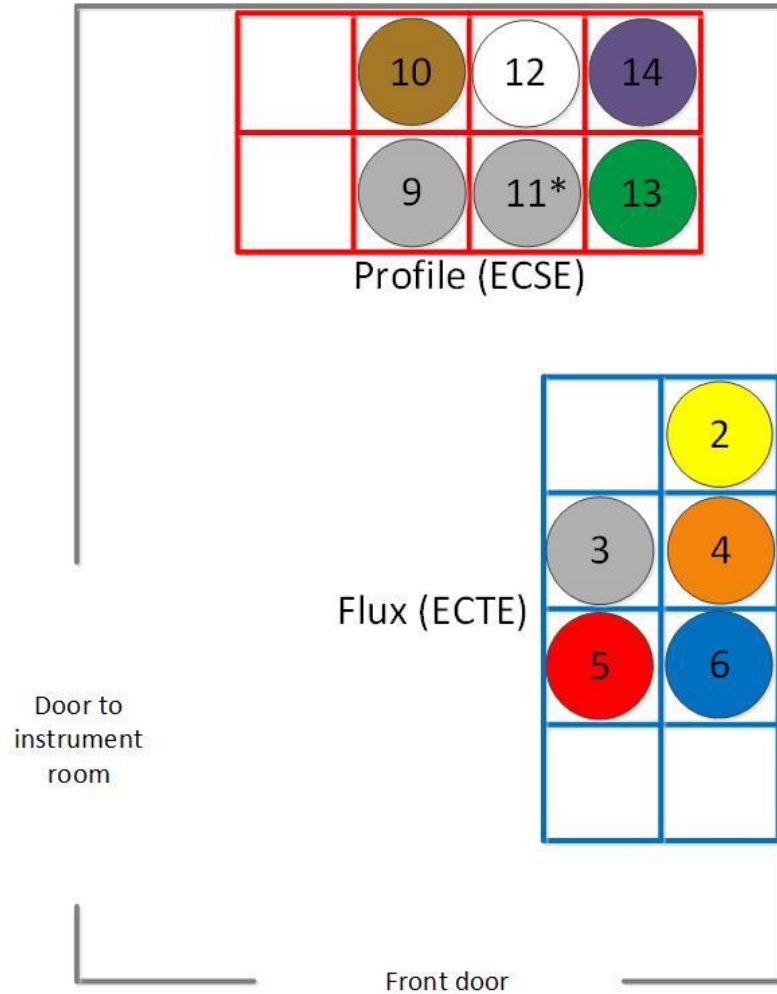 10 12 14
9 11* 13
Profile (ECSE)
2
3 4
Flux (ECTE)
5 6
Door to
instrument
room
Front door